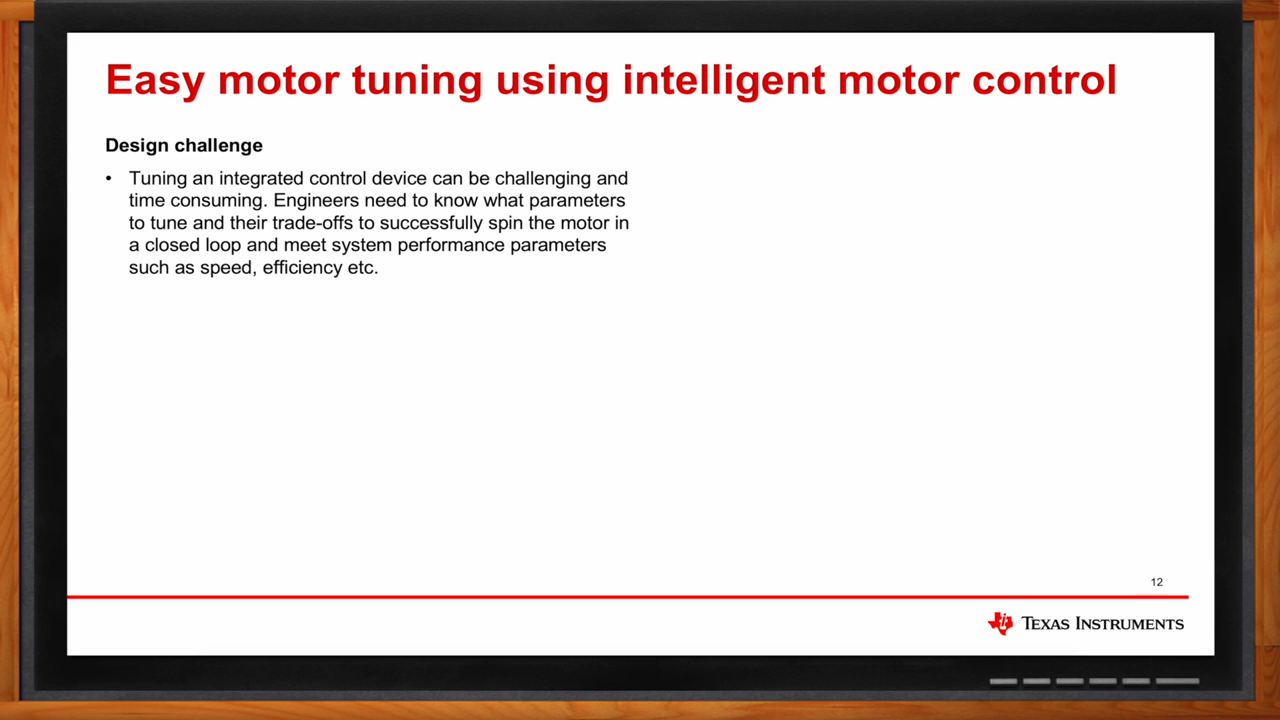 Easy motor tuning using intelligent motor control
Design challenge
• Tuning an integrated control device can be challenging and
time consuming. Engineers need to know what parameters
to tune and their trade-offs to successfully spin the motor in
a closed loop and meet system performance parameters
such as speed, efficiency etc.
12
TEXAS INSTRUMENTS